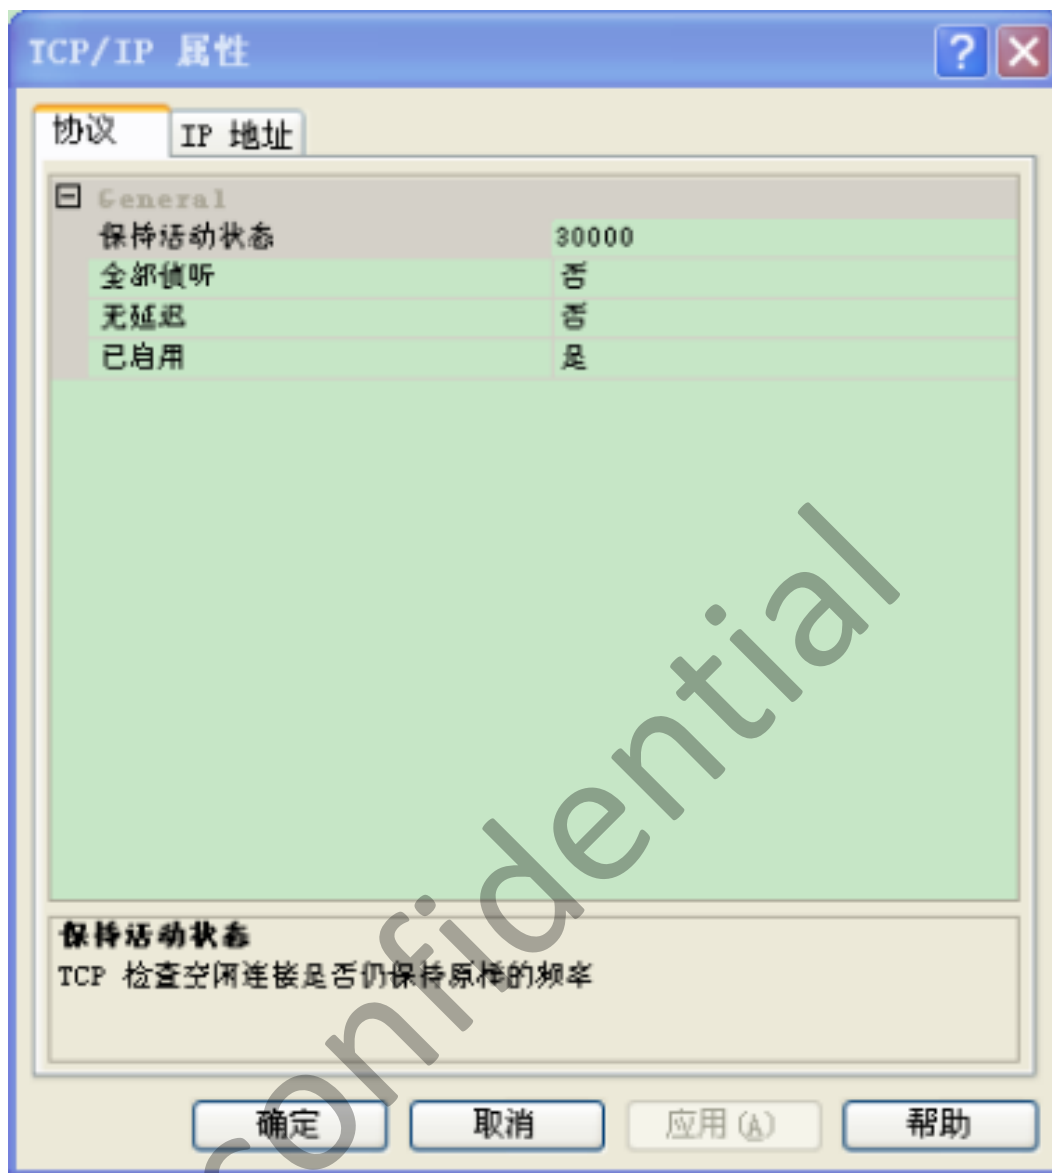 TCP/IP 属性
协议
IP 地址
General
保持活动状态 30000
全部侦听 否
无延迟 否
已启用 是
保持活动状态
TCP 检查空闲连接是否仍保持原样的频率
确定 取消 应用(A) 帮助
confidential